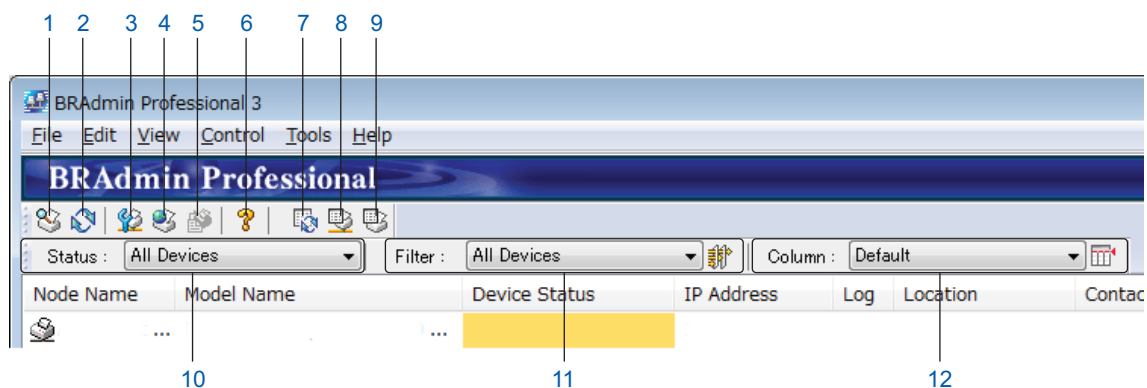 1 2 3 4 5 6 7 8 9
BRAdmin Professional 3
File Edit View Control Tools Help
BRAdmin Professional
Status : All Devices Filter : All Devices Column : Default
Node Name Model Name Device Status IP Address Log Location Contac
... ...
10 11 12